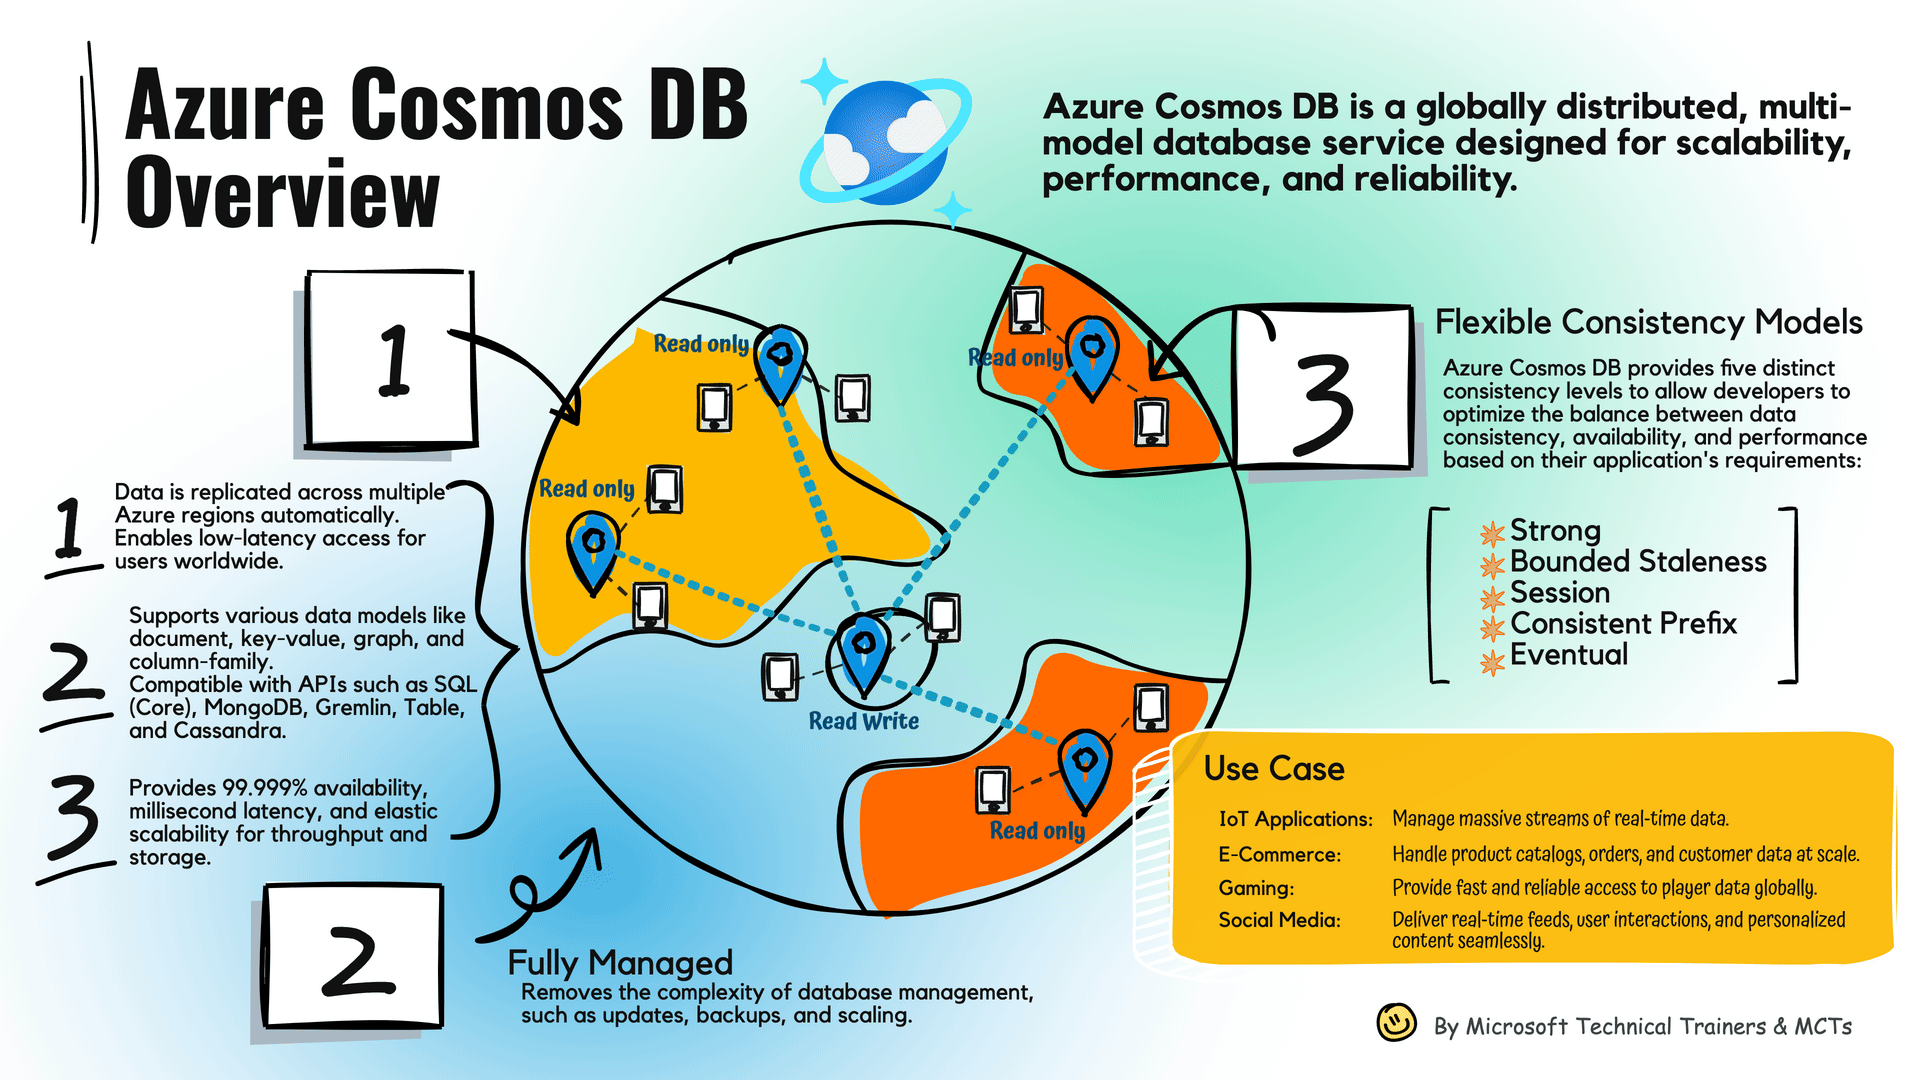 Azure Cosmos DB
Overview
Azure Cosmos DB is a globally distributed, multi-
model database service designed for scalability,
performance, and reliability.
1
1
Data is replicated across multiple
Azure regions automatically.
Enables low-latency access for
users worldwide.
2
Supports various data models like
document, key-value, graph, and
column-family.
Compatible with APIs such as SQL
(Core), MongoDB, Gremlin, Table,
and Cassandra.
3
Provides 99.999% availability,
millisecond latency, and elastic
scalability for throughput and
storage.
Read only
Read only
Read only
Read Write
Read only
2
Fully Managed
Removes the complexity of database management,
such as updates, backups, and scaling.
3
Flexible Consistency Models
Azure Cosmos DB provides five distinct
consistency levels to allow developers to
optimize the balance between data
consistency, availability, and performance
based on their application's requirements:
Strong
Bounded Staleness
Session
Consistent Prefix
Eventual
Use Case
IoT Applications: Manage massive streams of real-time data.
E-Commerce: Handle product catalogs, orders, and customer data at scale.
Gaming: Provide fast and reliable access to player data globally.
Social Media: Deliver real-time feeds, user interactions, and personalized
content seamlessly.
By Microsoft Technical Trainers & MCTs